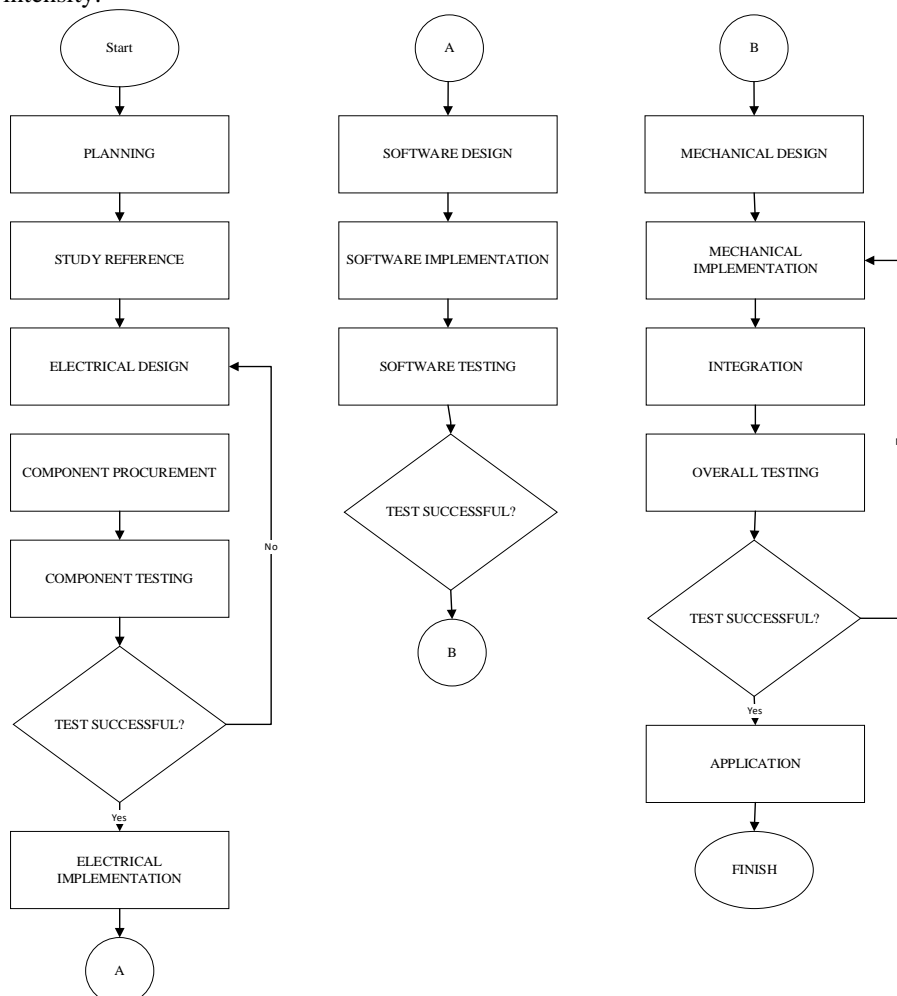 intensity.
Start
PLANNING
STUDY REFERENCE
ELECTRICAL DESIGN
COMPONENT PROCUREMENT
COMPONENT TESTING
TEST SUCCESSFUL?
No
Yes
ELECTRICAL
IMPLEMENTATION
A
A
SOFTWARE DESIGN
SOFTWARE IMPLEMENTATION
SOFTWARE TESTING
TEST SUCCESSFUL?
B
B
MECHANICAL DESIGN
MECHANICAL
IMPLEMENTATION
INTEGRATION
OVERALL TESTING
TEST SUCCESSFUL?
Yes
APPLICATION
FINISH